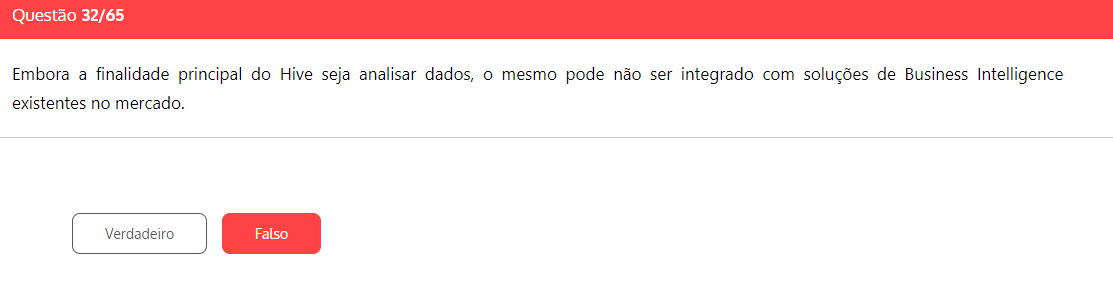 Questão 32/65
Embora a finalidade principal do Hive seja analisar dados, o mesmo pode não ser integrado com soluções de Business Intelligence
existentes no mercado.
Verdadeiro
Falso